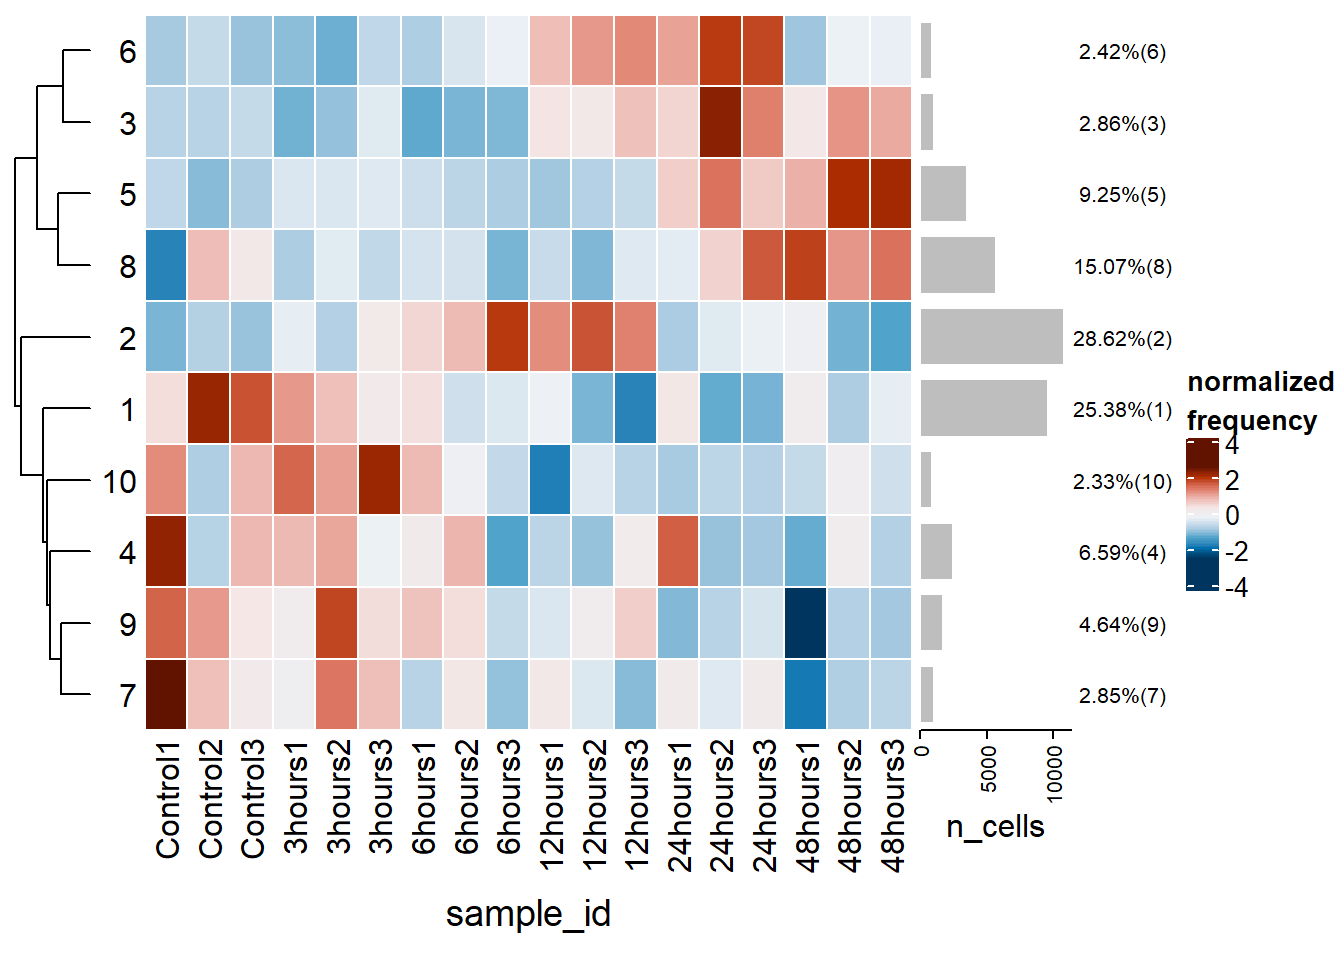 6
2.42%(6)
3
2.86%(3)
5
9.25%(5)
8
15.07%(8)
2
28.62%(2)
1
25.38%(1)
10
2.33%(10)
4
6.59%(4)
9
4.64%(9)
7
2.85%(7)
normalized
frequency
4
2
0
-2
-4
Control1
Control2
Control3
3hours1
3hours2
3hours3
6hours1
6hours2
6hours3
12hours1
12hours2
12hours3
24hours1
24hours2
24hours3
48hours1
48hours2
48hours3
sample_id
0
5000
10000
n_cells